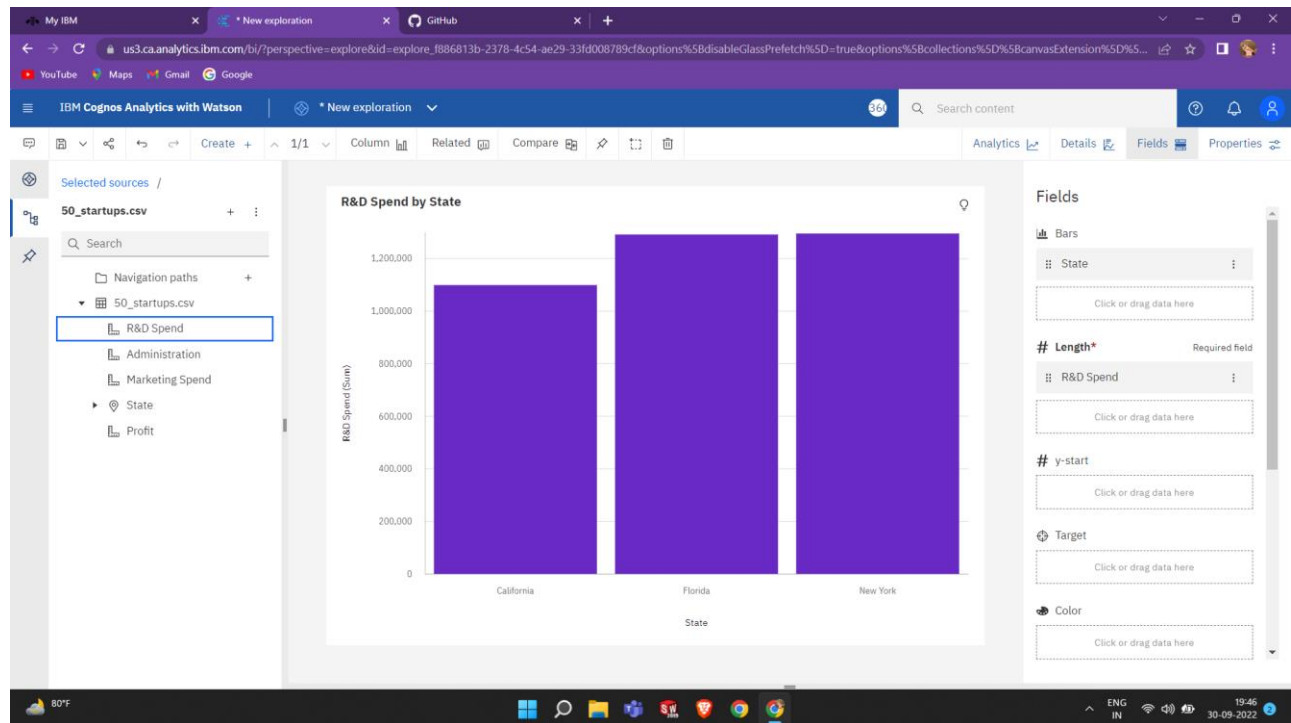 My IBM
* New exploration
GitHub
us3.ca.analytics.ibm.com/bi/?perspective=explore&id=explore_f886813b-2378-4c54-ae29-33fd008789cf&options%5BdisableGlassPrefetch%5D=true&options%5Bcollections%5D%5BcanvasExtension%5D%5...
YouTube Maps Gmail Google
IBM Cognos Analytics with Watson
* New exploration
360
Search content
Create +
1/1
Column
Related
Compare
Analytics
Details
Fields
Properties
Selected sources /
50_startups.csv
Search
Navigation paths
50_startups.csv
R&D Spend
Administration
Marketing Spend
State
Profit
R&D Spend by State
R&D Spend (Sum)
1,200,000
1,000,000
800,000
600,000
400,000
200,000
0
California Florida New York
State
Fields
Bars
State
Click or drag data here
# Length* Required field
R&D Spend
Click or drag data here
# y-start
Click or drag data here
Target
Click or drag data here
Color
Click or drag data here
80°F
ENG
IN
19:46
30-09-2022
2